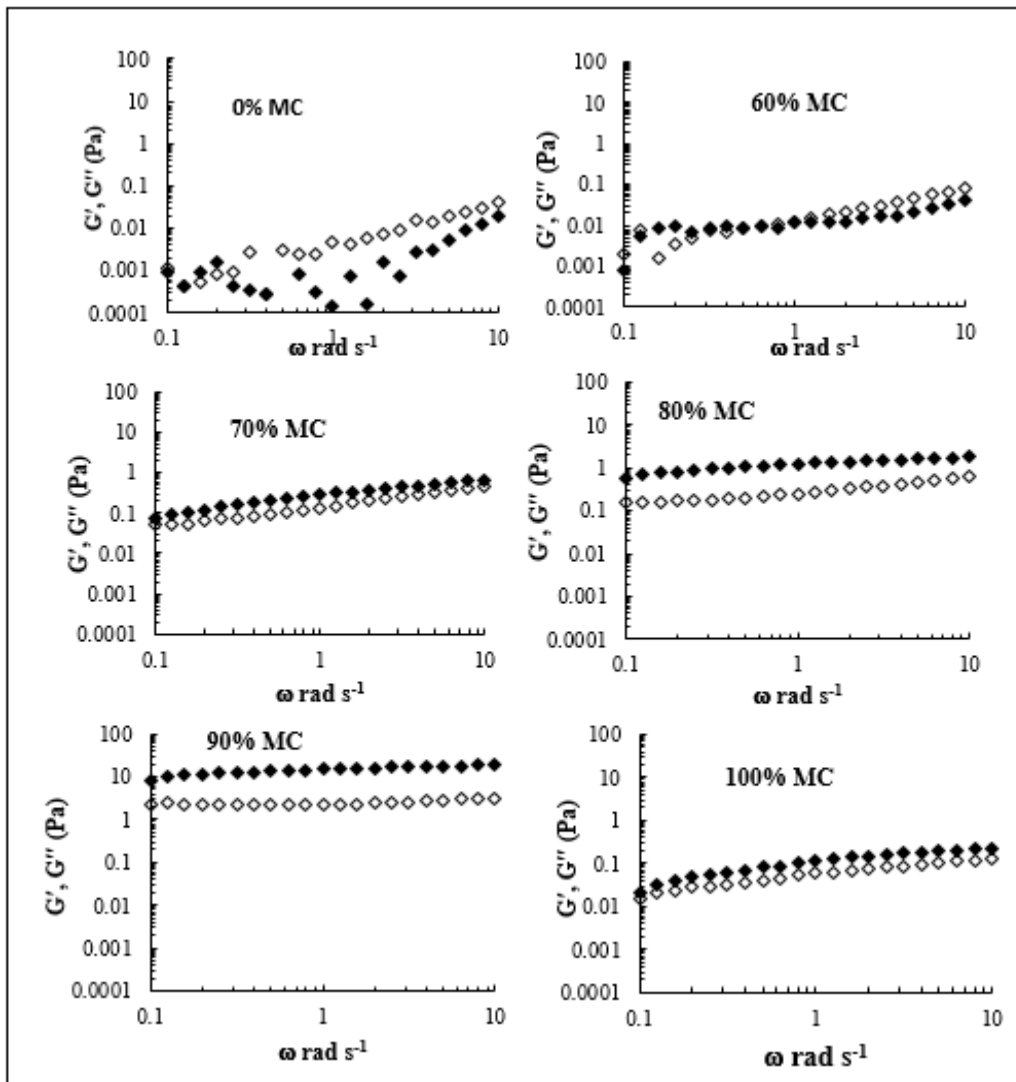 100
10
1
0.1
0.01
0.001
0.0001
G′, G″ (Pa)
0% MC
0.1 1 10
ω rad s-1
100
10
1
0.1
0.01
0.001
0.0001
G′, G″ (Pa)
60% MC
0.1 1 10
ω rad s-1
100
10
1
0.1
0.01
0.001
0.0001
G′, G″ (Pa)
70% MC
0.1 1 10
ω rad s-1
100
10
1
0.1
0.01
0.001
0.0001
G′, G″ (Pa)
80% MC
0.1 1 10
ω rad s-1
100
10
1
0.1
0.01
0.001
0.0001
G′, G″ (Pa)
90% MC
0.1 1 10
ω rad s-1
100
10
1
0.1
0.01
0.001
0.0001
G′, G″ (Pa)
100% MC
0.1 1 10
ω rad s-1